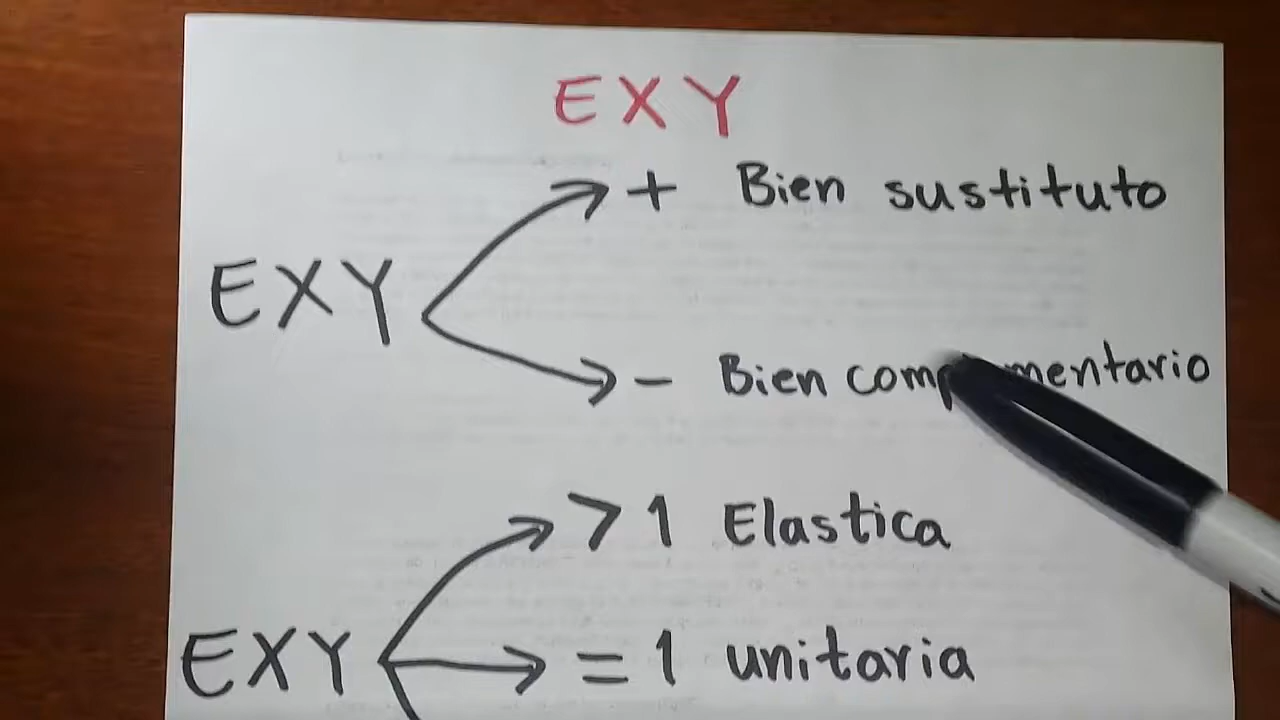 EXY
+ Bien sustituto
EXY
- Bien
> 1 Elastica
EXY = 1 unitaria